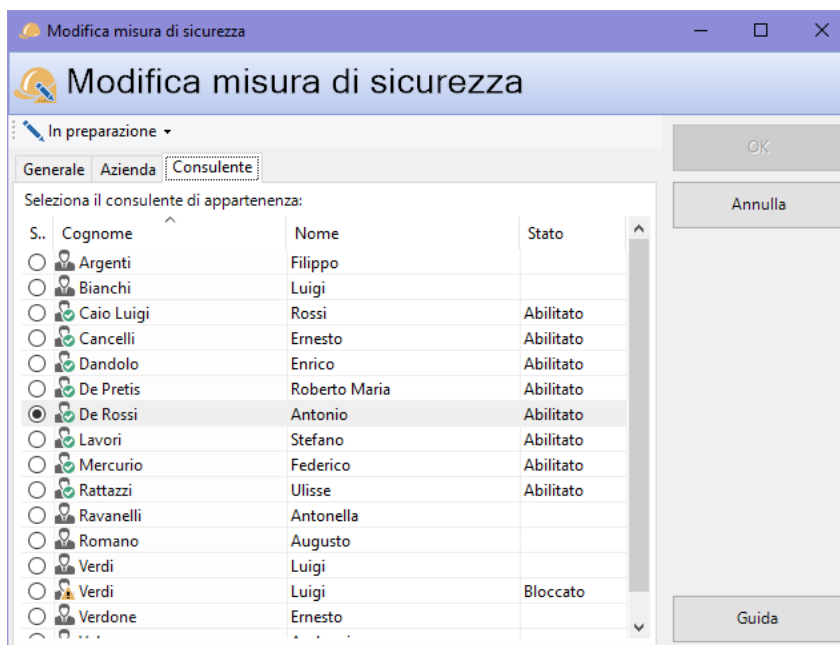 Modifica misura di sicurezza
Modifica misura di sicurezza
In preparazione
OK
Generale Azienda Consulente
Annulla
Seleziona il consulente di appartenenza:
S.. Cognome Nome Stato
Argenti Filippo
Bianchi Luigi
Caio Luigi Rossi Abilitato
Cancelli Ernesto Abilitato
Dandolo Enrico Abilitato
De Pretis Roberto Maria Abilitato
De Rossi Antonio Abilitato
Lavori Stefano Abilitato
Mercurio Federico Abilitato
Rattazzi Ulisse Abilitato
Ravanelli Antonella
Romano Augusto
Verdi Luigi
Verdi Luigi Bloccato
Verdone Ernesto
Guida